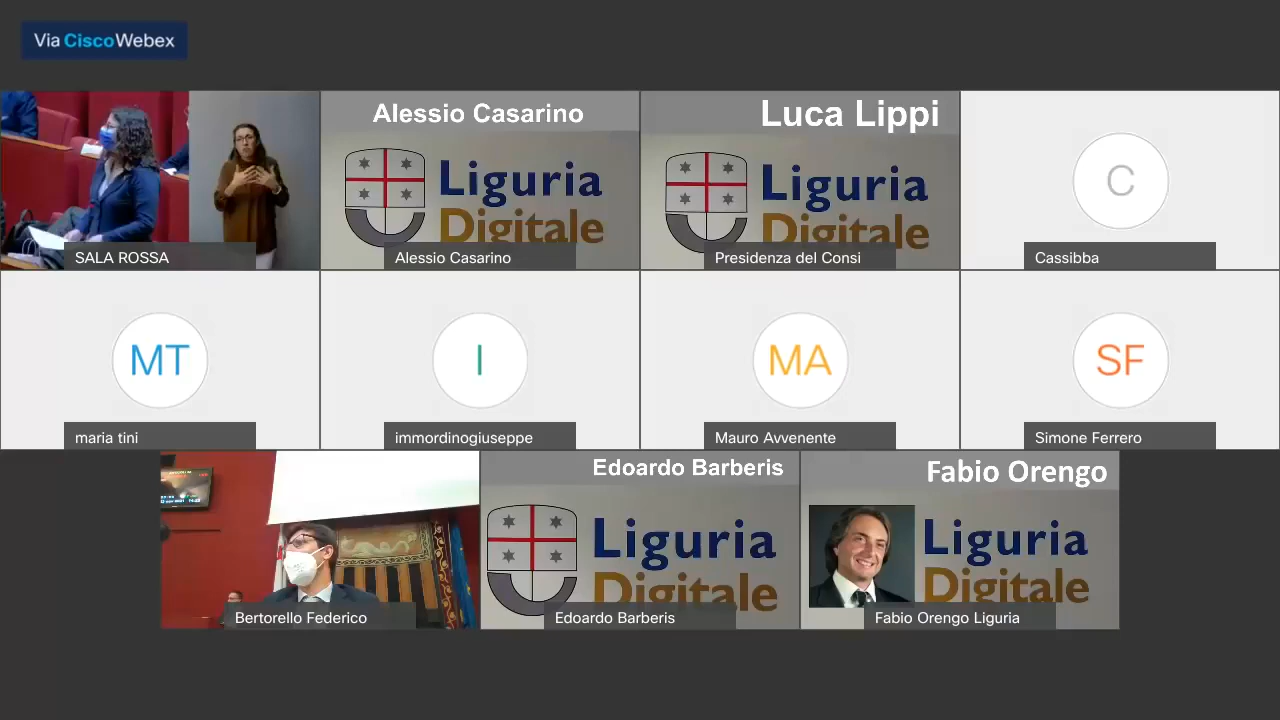 Via Cisco Webex
SALA ROSSA
Alessio Casarino
Liguria
Digitale
Alessio Casarino
Luca Lippi
Liguria
Digitale
Presidenza del Consi
C
Cassibba
MT
maria tini
I
immordinogiuseppe
MA
Mauro Avvenente
SF
Simone Ferrero
Bertorello Federico
Edoardo Barberis
Liguria
Digitale
Edoardo Barberis
Fabio Orengo
Liguria
Digitale
Fabio Orengo Liguria